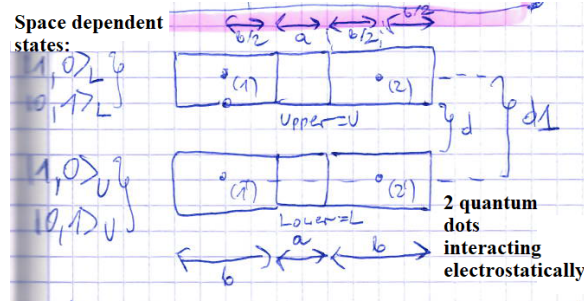 Space dependent
states:
b/2 a b/2 b/2
|1,0>L
|0,1>L
(1) (2)
Upper=U
d d1
|1,0>U
|0,1>U
(1') (2')
Lower=L
b a b
2 quantum
dots
interacting
electrostatically